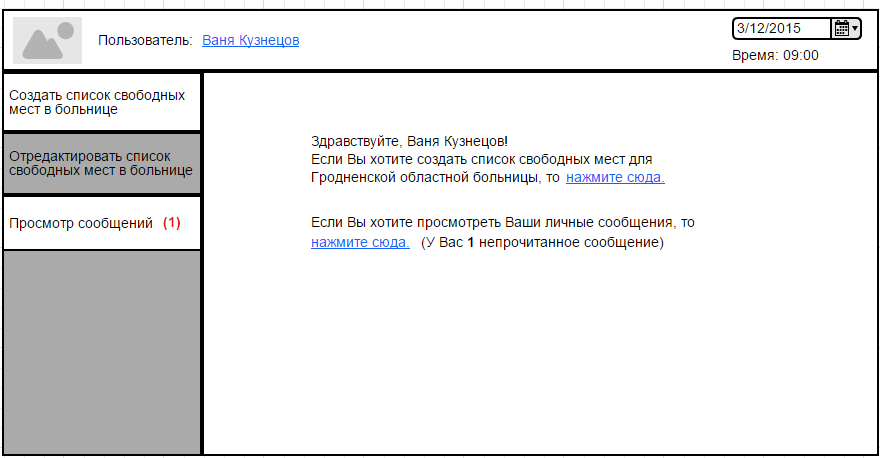 Пользователь: Ваня Кузнецов
3/12/2015
Время: 09:00
Создать список свободных
мест в больнице
Отредактировать список
свободных мест в больнице
Просмотр сообщений (1)
Здравствуйте, Ваня Кузнецов!
Если Вы хотите создать список свободных мест для
Гродненской областной больницы, то нажмите сюда.
Если Вы хотите просмотреть Ваши личные сообщения, то
нажмите сюда. (У Вас 1 непрочитанное сообщение)